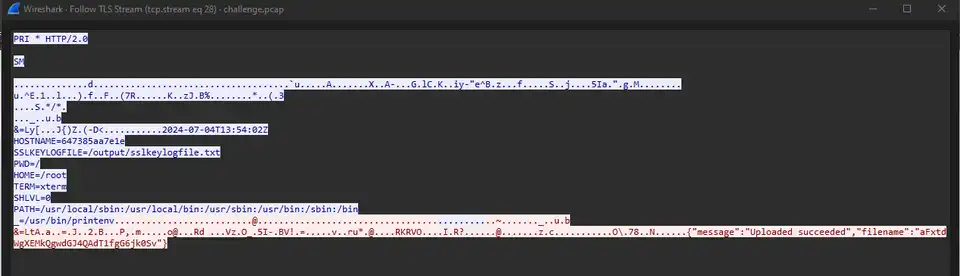 Wireshark · Follow TLS Stream (tcp.stream eq 28) · challenge.pcap
PRI * HTTP/2.0
SM
..............d....................................`u.....A.......X..A-...G.lC.K..iy-"e^B.z...f.....S..j....5Ia.".g.M........
u.^E.1..l...).f..F..(7R......K..zJ.B%........*..(.3
....S.*/*.
..._..u.b
&=Ly[...J{)Z.(-D<...........2024-07-04T13:54:02Z
HOSTNAME=647385aa7e1e
SSLKEYLOGFILE=/output/sslkeylogfile.txt
PWD=/
HOME=/root
TERM=xterm
SHLVL=0
PATH=/usr/local/sbin:/usr/local/bin:/usr/sbin:/usr/bin:/sbin:/bin
_=/usr/bin/printenv..........................@.............................................~......._..u.b
&=LtA.a..=.J..2.B...P,.m.....o@...Rd ...Vz.O_.5I-.BV!.=.....v..ru*.@...RKRVO....I.R?......@.......z.c...........O\.78..N......{"message":"Uploaded succeeded","filename":"aFxtd
WgXEMkQgwdGJ4QAdT1fgG6jk0Sv"}